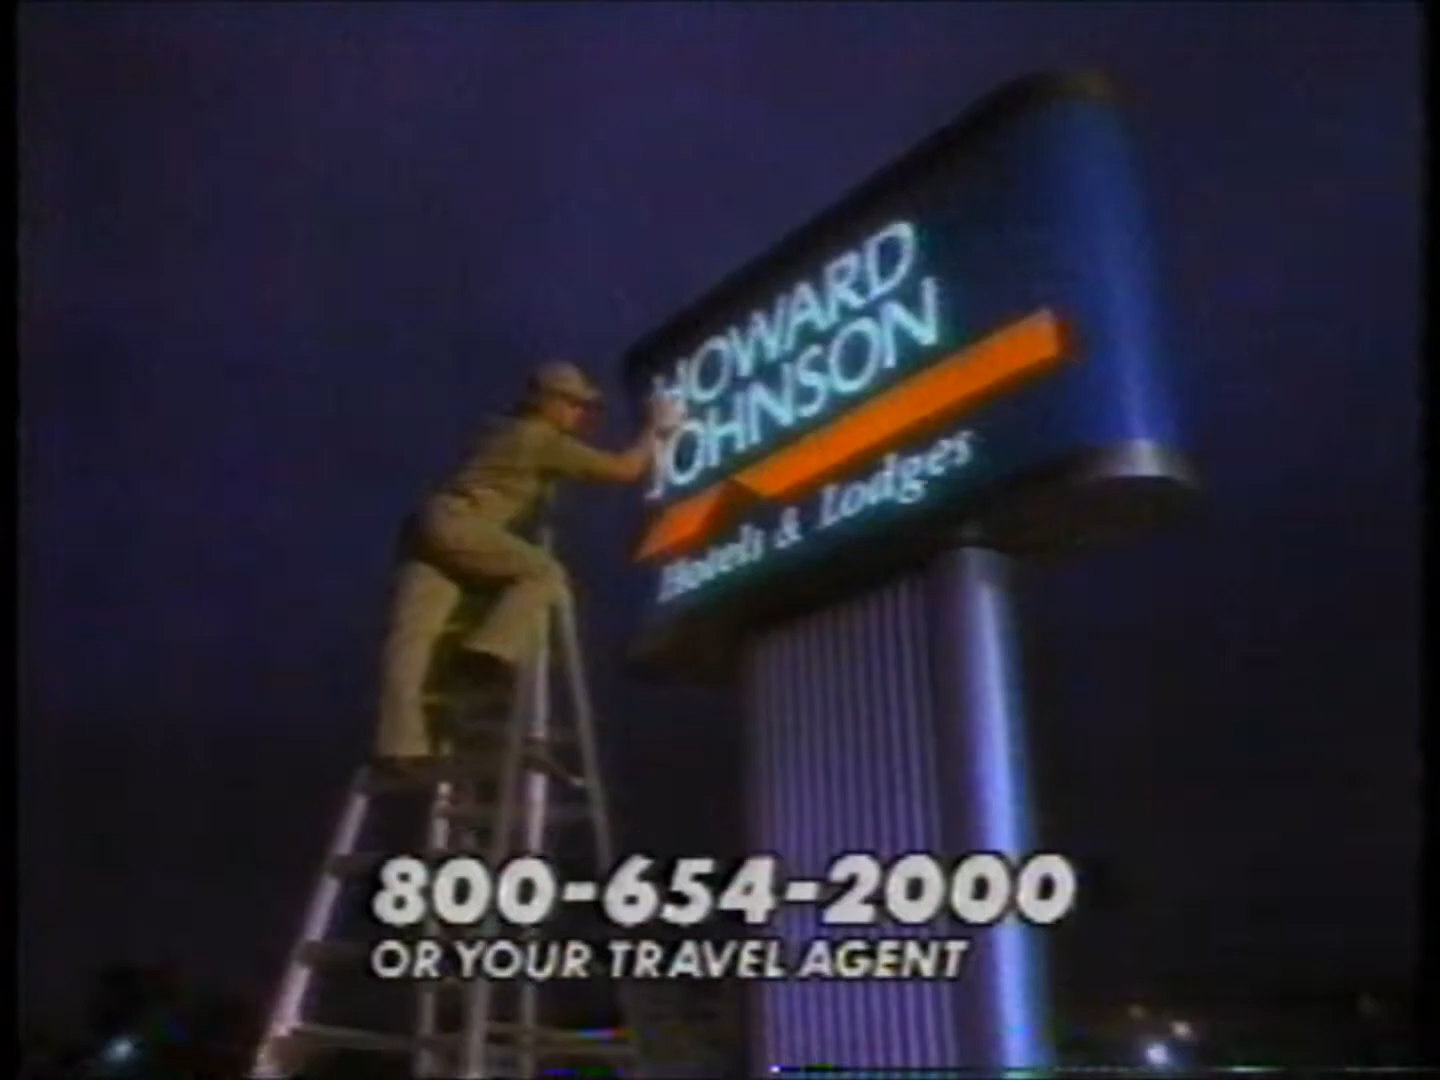 HOWARD
JOHNSON
Hotels & Lodges
800-654-2000
OR YOUR TRAVEL AGENT